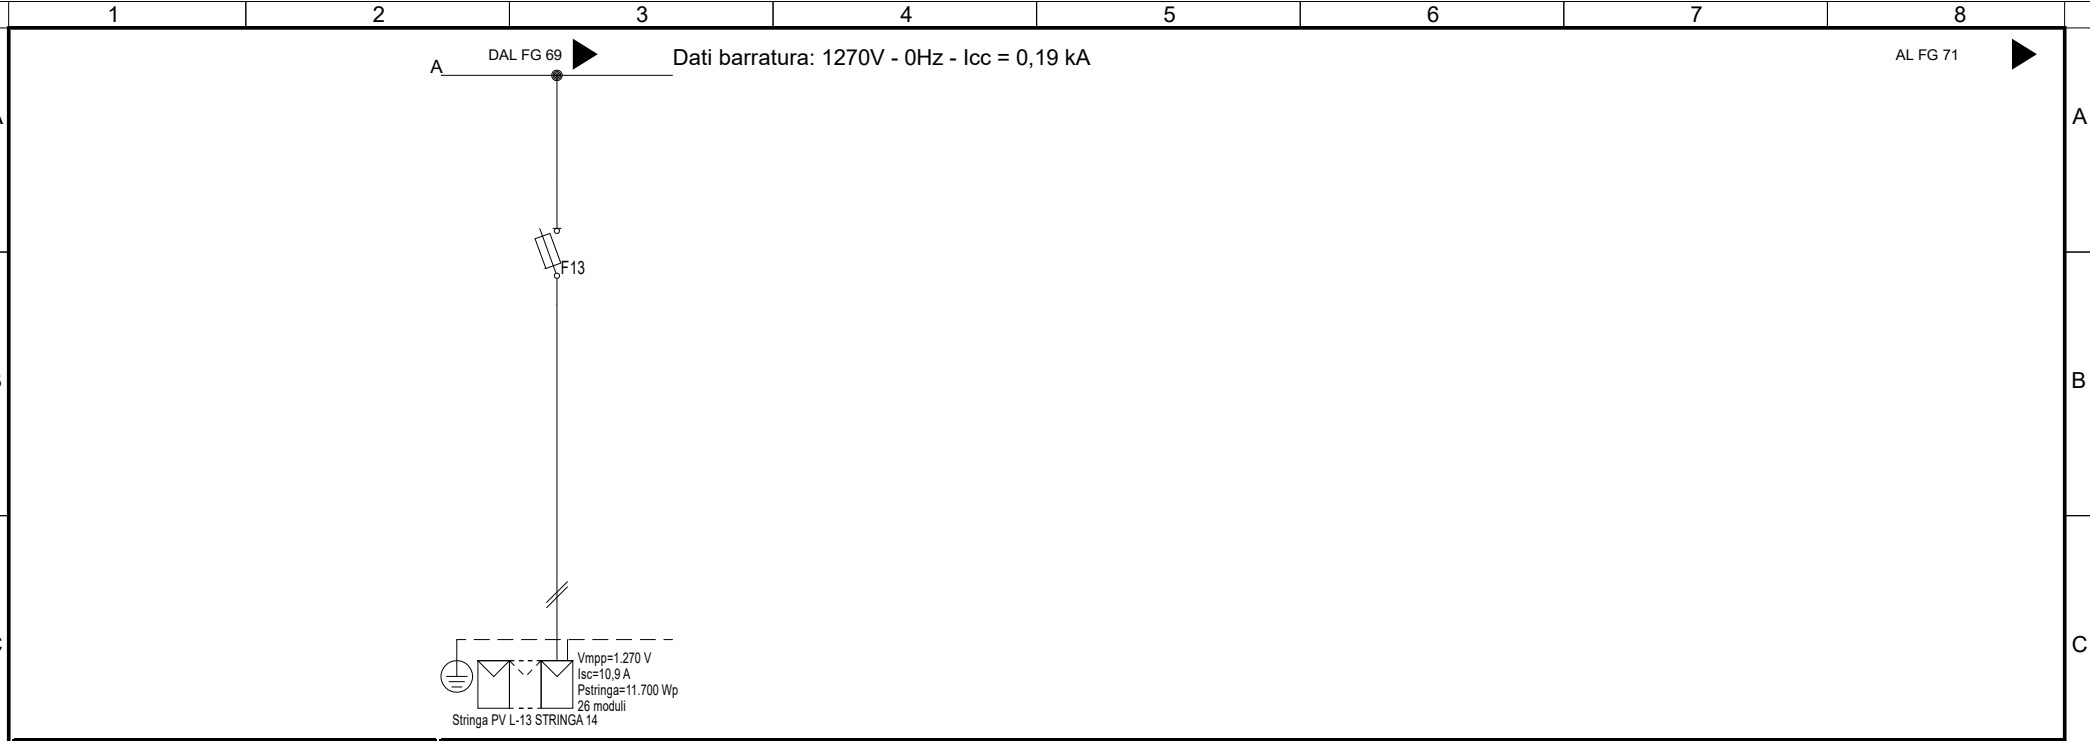 1 2 3 4 5 6 7 8
DAL FG 69
Dati barratura: 1270V - 0Hz - Icc = 0,19 kA
AL FG 71
A
A
F13
B
C
Vmpp=1.270 V
Isc=10,9 A
Pstringa=11.700 Wp
26 moduli
Stringa PV L-13 STRINGA 14